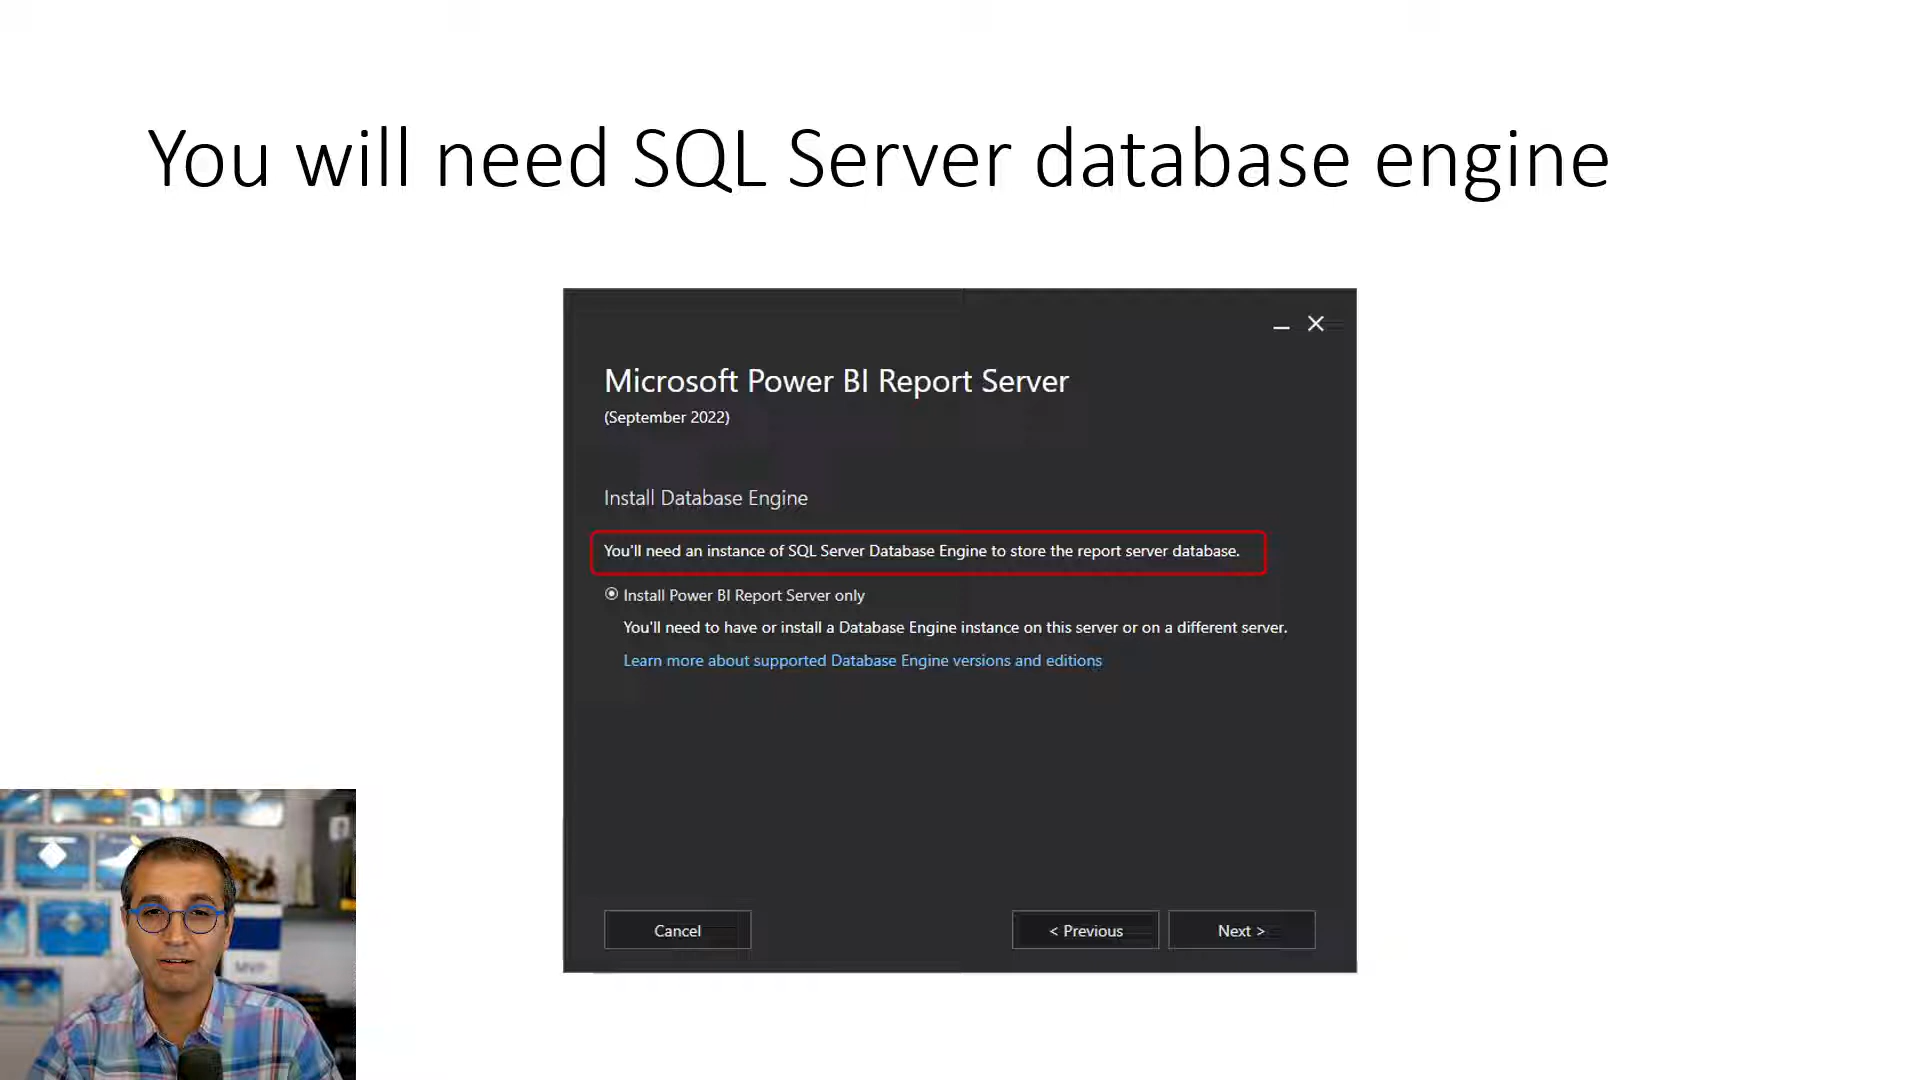 You will need SQL Server database engine
Microsoft Power BI Report Server
(September 2022)
Install Database Engine
You'll need an instance of SQL Server Database Engine to store the report server database.
Install Power BI Report Server only
You'll need to have or install a Database Engine instance on this server or on a different server.
Learn more about supported Database Engine versions and editions
Cancel
< Previous
Next >
MVP